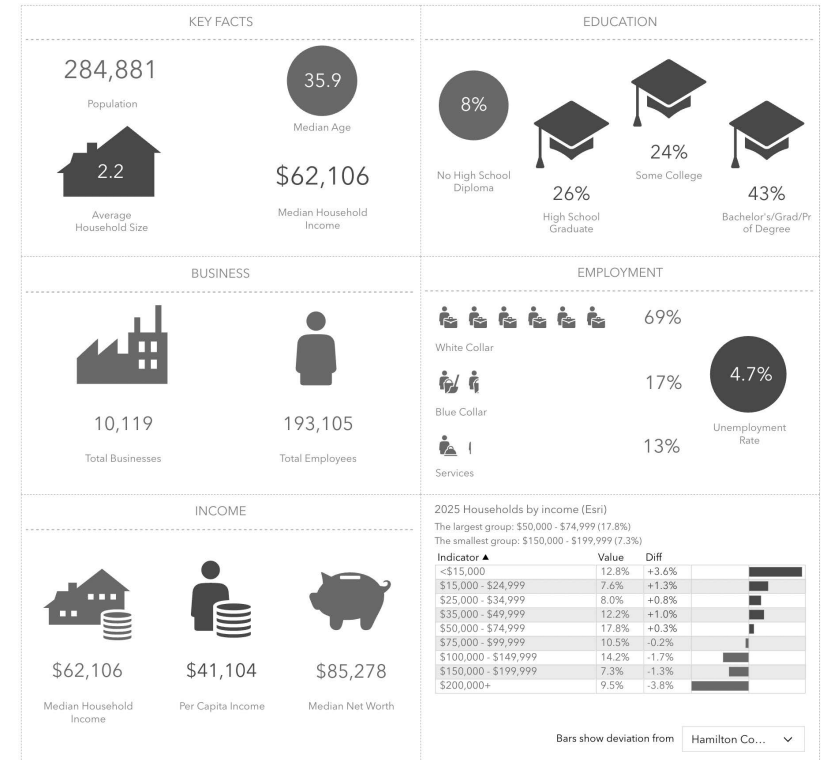 KEY FACTS
284,881
Population
35.9
Median Age
2.2
Average
Household Size
$62,106
Median Household
Income
EDUCATION
8%
No High School
Diploma
26%
High School
Graduate
24%
Some College
43%
Bachelor's/Grad/Pr
of Degree
BUSINESS
10,119
Total Businesses
193,105
Total Employees
EMPLOYMENT
69%
White Collar
17%
Blue Collar
13%
Services
4.7%
Unemployment
Rate
INCOME
$62,106
Median Household
Income
$41,104
Per Capita Income
$85,278
Median Net Worth
2025 Households by income (Esri)
The largest group: $50,000 - $74,999 (17.8%)
The smallest group: $150,000 - $199,999 (7.3%)
Indicator ▲ Value Diff
<$15,000 12.8% +3.6%
$15,000 - $24,999 7.6% +1.3%
$25,000 - $34,999 8.0% +0.8%
$35,000 - $49,999 12.2% +1.0%
$50,000 - $74,999 17.8% +0.3%
$75,000 - $99,999 10.5% -0.2%
$100,000 - $149,999 14.2% -1.7%
$150,000 - $199,999 7.3% -1.3%
$200,000+ 9.5% -3.8%
Bars show deviation from Hamilton Co...